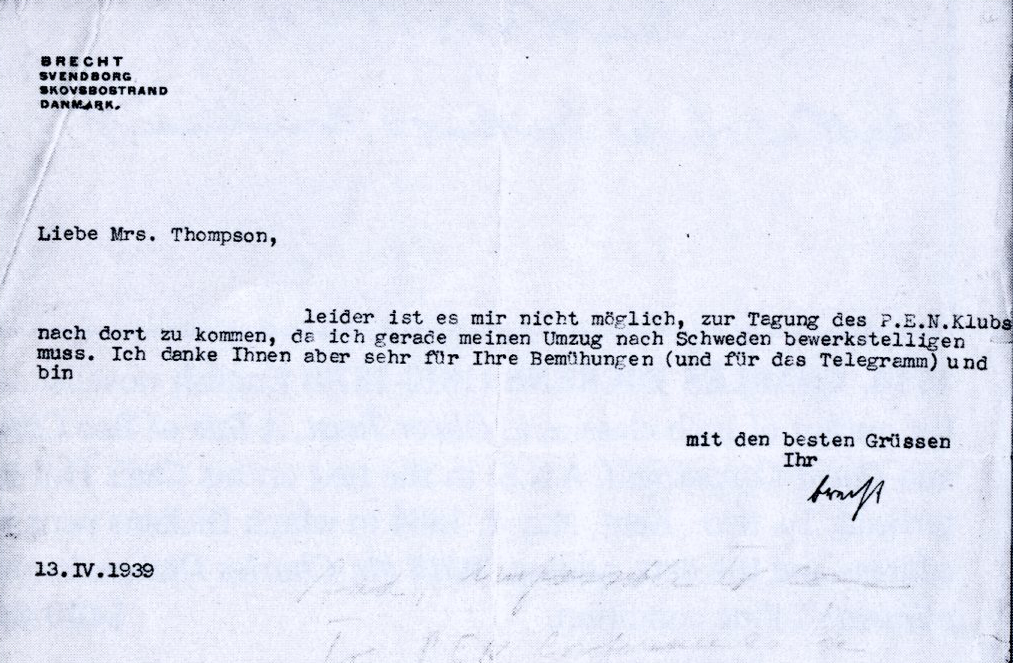 BRECHT
SVENDBORG
SKOVSBOSTRAND
DANMARK.
Liebe Mrs. Thompson,
leider ist es mir nicht möglich, zur Tagung des P.E.N.Klubs
nach dort zu kommen, da ich gerade meinen Umzug nach Schweden bewerkstelligen
muss. Ich danke Ihnen aber sehr für Ihre Bemühungen (und für das Telegramm) und
bin
mit den besten Grüssen
Ihr
brecht
13.IV.1939